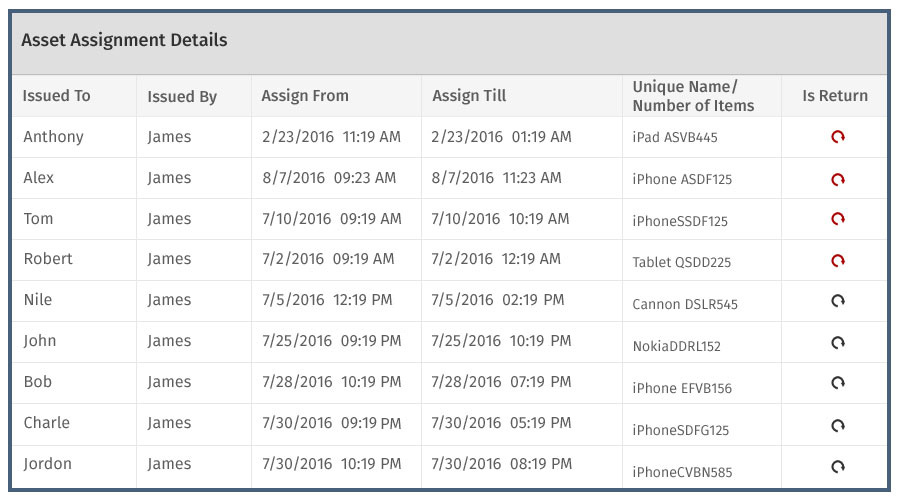 Asset Assignment Details
Issued To Issued By Assign From Assign Till Unique Name/
Number of Items Is Return
Anthony James 2/23/2016 11:19 AM 2/23/2016 01:19 AM iPad ASVB445
Alex James 8/7/2016 09:23 AM 8/7/2016 11:23 AM iPhone ASDF125
Tom James 7/10/2016 09:19 AM 7/10/2016 10:19 AM iPhoneSSDF125
Robert James 7/2/2016 09:19 AM 7/2/2016 12:19 AM Tablet QSDD225
Nile James 7/5/2016 12:19 PM 7/5/2016 02:19 PM Cannon DSLR545
John James 7/25/2016 09:19 PM 7/25/2016 10:19 PM NokiaDDRL152
Bob James 7/28/2016 10:19 PM 7/28/2016 07:19 PM iPhone EFVB156
Charle James 7/30/2016 09:19 PM 7/30/2016 05:19 PM iPhoneSDFG125
Jordon James 7/30/2016 10:19 PM 7/30/2016 08:19 PM iPhoneCVBN585